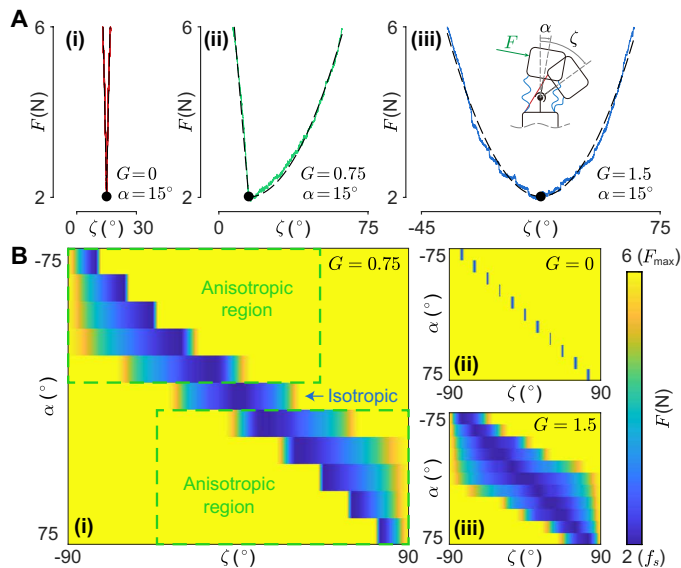 A
(i)
6
F(N)
2
G=0
α=15°
0
30
ζ(°)
(ii)
6
F(N)
2
G=0.75
α=15°
0
75
ζ(°)
(iii)
6
F(N)
2
α
ζ
F
G=1.5
α=15°
-45
75
ζ(°)
B
-75
α(°)
75
G=0.75
Anisotropic
region
Isotropic
Anisotropic
region
(i)
-90
ζ(°)
90
-75
α(°)
75
G=0
(ii)
-90
ζ(°)
90
-75
α(°)
75
G=1.5
(iii)
-90
ζ(°)
90
6 (Fmax)
F(N)
2 (fs)